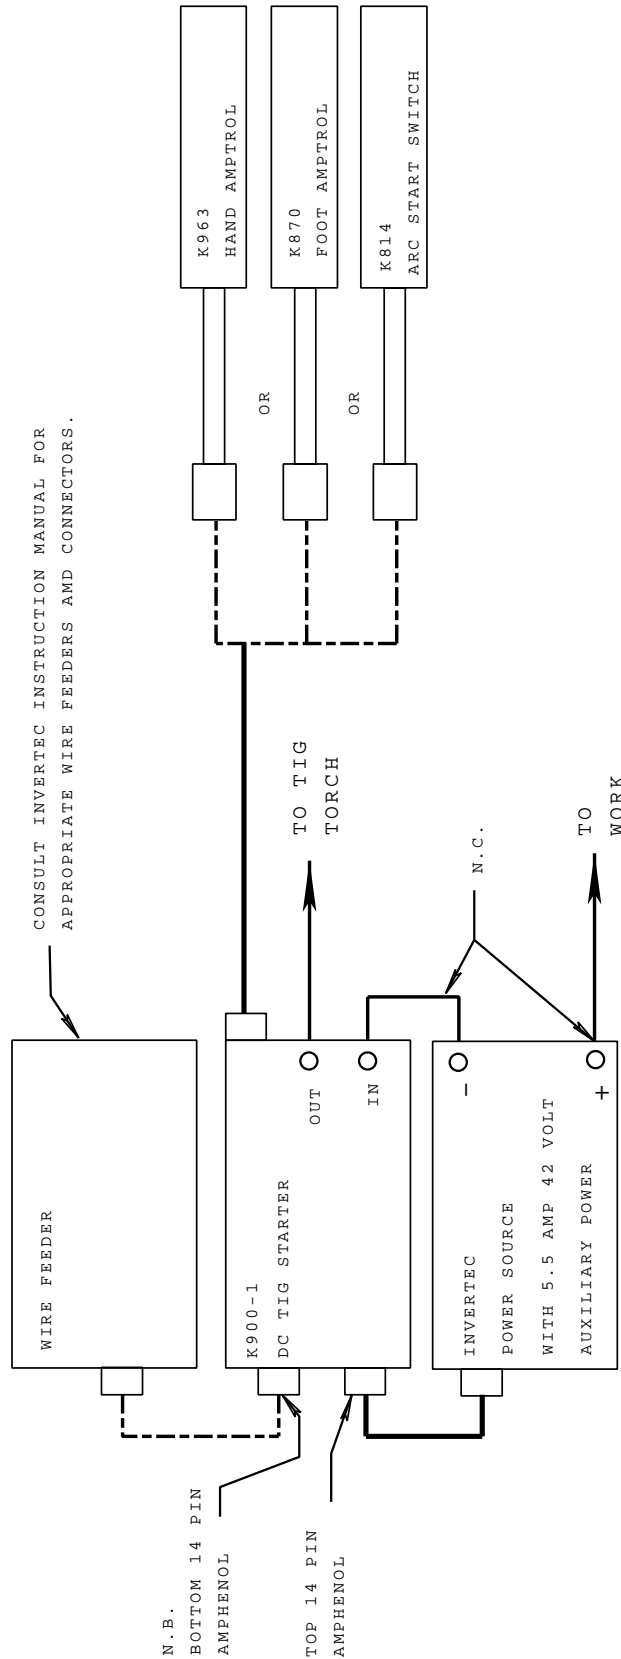 CONSULT INVERTEC INSTRUCTION MANUAL FOR
APPROPRIATE WIRE FEEDERS AMD CONNECTORS.
WIRE FEEDER
N.B.
BOTTOM 14 PIN
AMPHENOL
TOP 14 PIN
AMPHENOL
K900-1
DC TIG STARTER
OUT
IN
TO TIG
TORCH
K963
HAND AMPTROL
OR
K870
FOOT AMPTROL
OR
K814
ARC START SWITCH
N.C.
INVERTEC
POWER SOURCE
WITH 5.5 AMP 42 VOLT
AUXILIARY POWER
-
+
TO
WORK